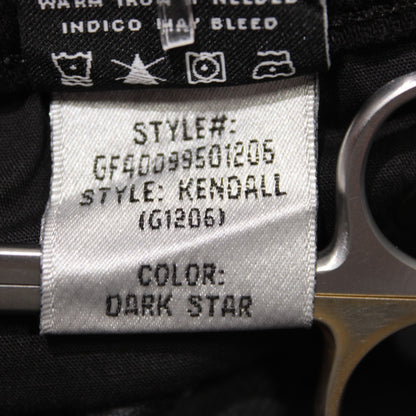 WARM IRON IF NEEDED
INDIGO MAY BLEED
STYLE#:
GF40099501206
STYLE: KENDALL
(G1206)
COLOR:
DARK STAR